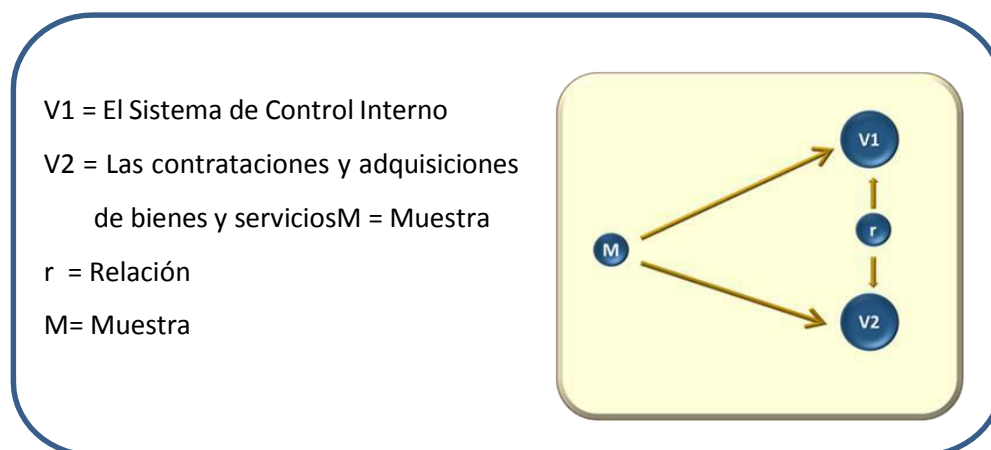 V1 = El Sistema de Control Interno
V2 = Las contrataciones y adquisiciones
de bienes y serviciosM = Muestra
r = Relación
M= Muestra
V1
r
M
V2